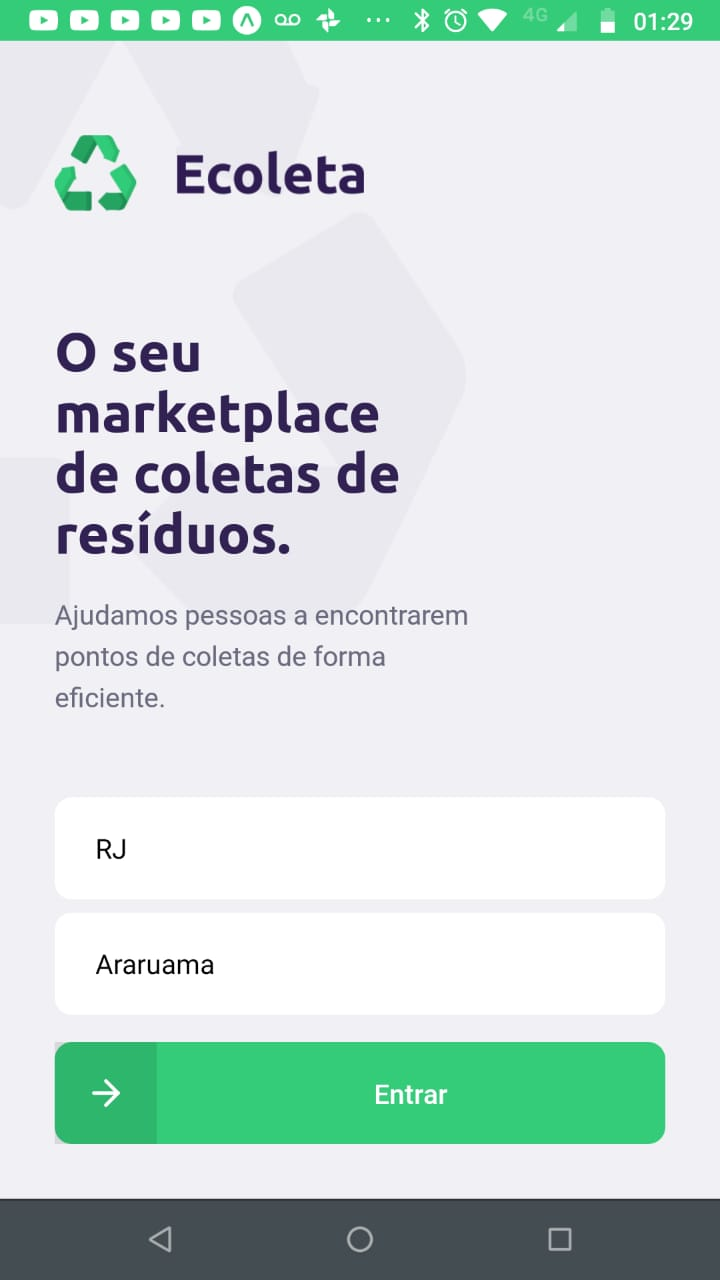 4G 01:29
Ecoleta
O seu
marketplace
de coletas de
resíduos.
Ajudamos pessoas a encontrarem
pontos de coletas de forma
eficiente.
RJ
Araruama
Entrar